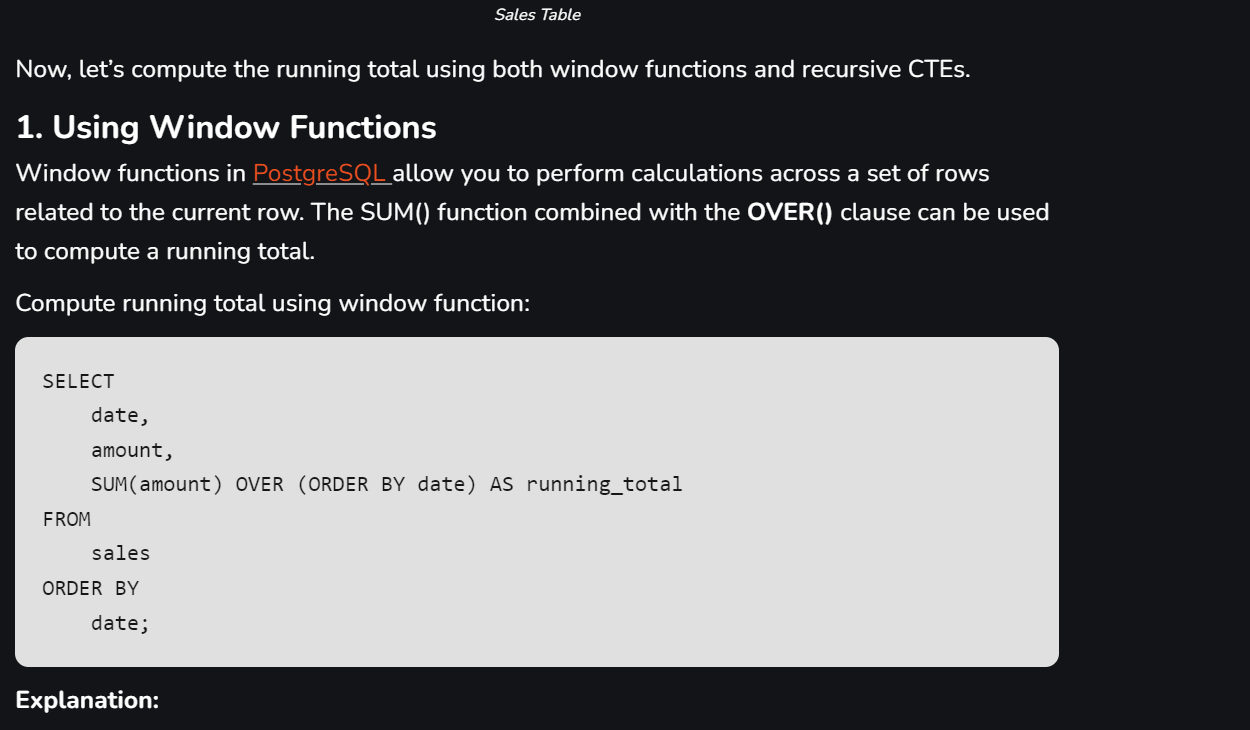 Sales Table
Now, let’s compute the running total using both window functions and recursive CTEs.
1. Using Window Functions
Window functions in PostgreSQL allow you to perform calculations across a set of rows
related to the current row. The SUM() function combined with the OVER() clause can be used
to compute a running total.
Compute running total using window function:
SELECT
    date,
    amount,
    SUM(amount) OVER (ORDER BY date) AS running_total
FROM
    sales
ORDER BY
    date;
Explanation: